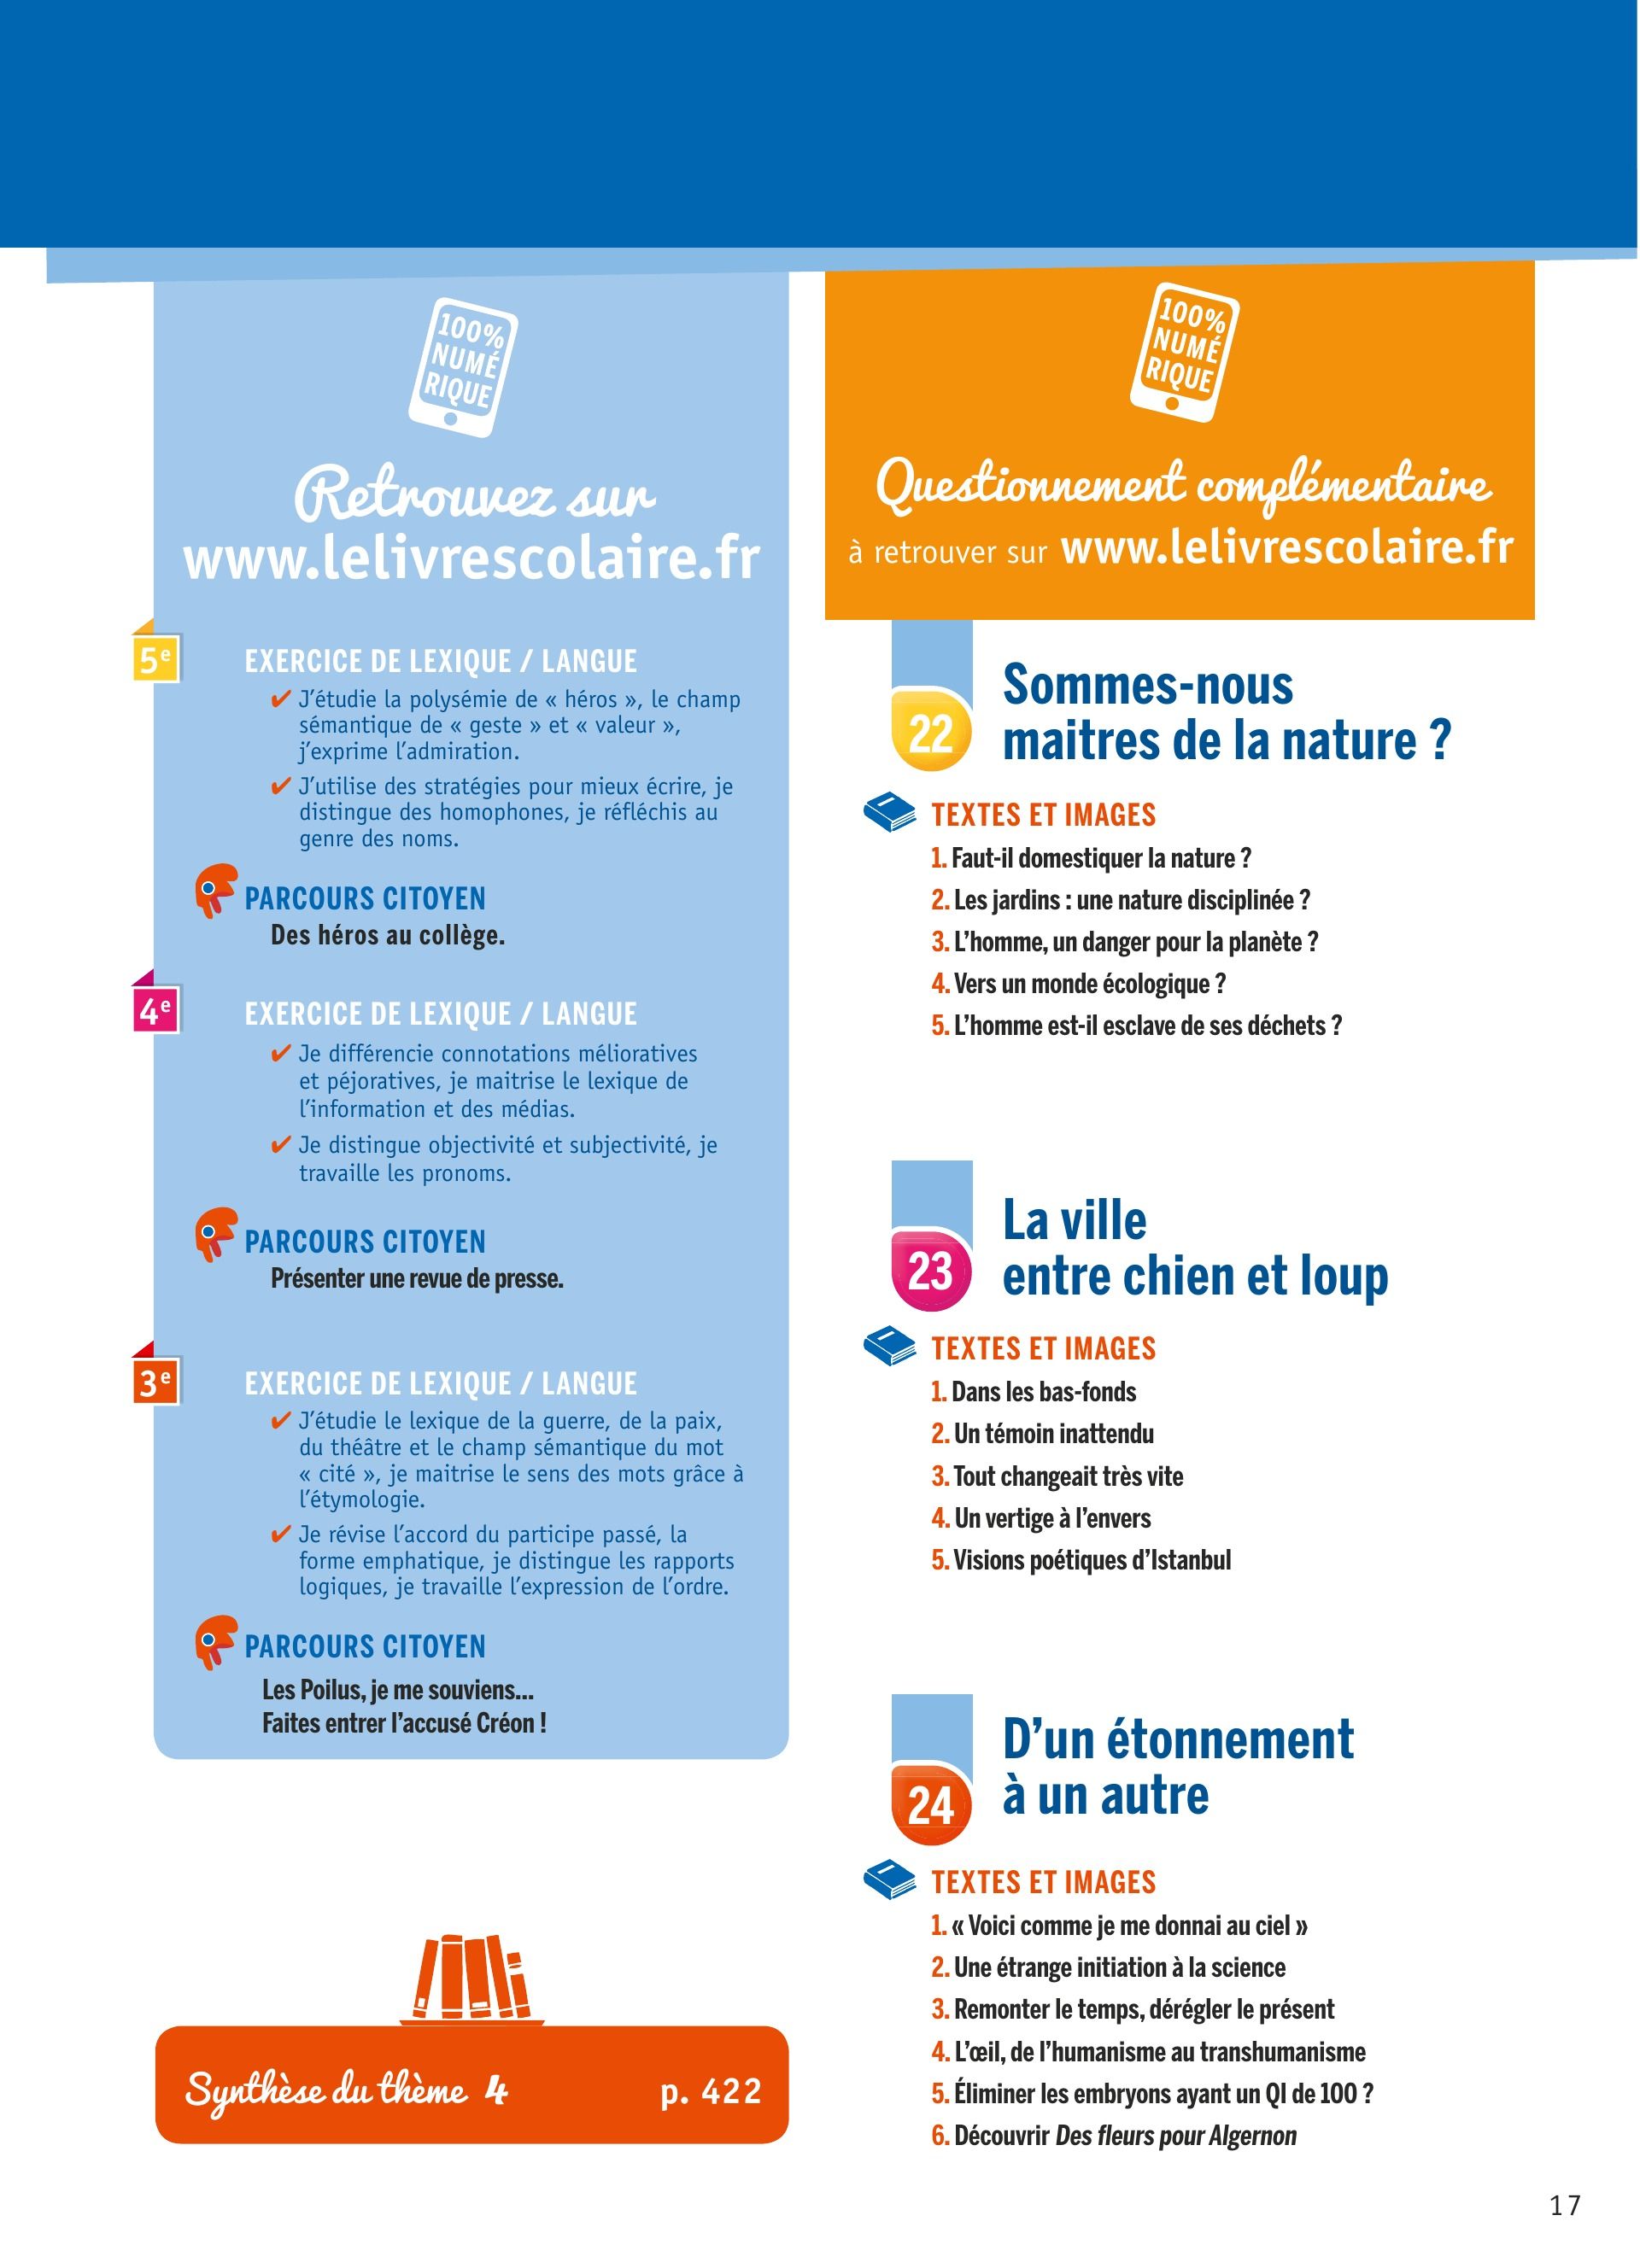 100%
NUMÉ
RIQUE
Retrouvez sur
www.lelivrescolaire.fr
5e
EXERCICE DE LEXIQUE / LANGUE
✔ J’étudie la polysémie de « héros », le champ
sémantique de « geste » et « valeur »,
j’exprime l’admiration.
✔ J’utilise des stratégies pour mieux écrire, je
distingue des homophones, je réfléchis au
genre des noms.
PARCOURS CITOYEN
Des héros au collège.
4e
EXERCICE DE LEXIQUE / LANGUE
✔ Je différencie connotations mélioratives
et péjoratives, je maitrise le lexique de
l’information et des médias.
✔ Je distingue objectivité et subjectivité, je
travaille les pronoms.
PARCOURS CITOYEN
Présenter une revue de presse.
3e
EXERCICE DE LEXIQUE / LANGUE
✔ J’étudie le lexique de la guerre, de la paix,
du théâtre et le champ sémantique du mot
« cité », je maitrise le sens des mots grâce à
l’étymologie.
✔ Je révise l’accord du participe passé, la
forme emphatique, je distingue les rapports
logiques, je travaille l’expression de l’ordre.
PARCOURS CITOYEN
Les Poilus, je me souviens...
Faites entrer l’accusé Créon !
Synthèse du thème 4 p. 422
100%
NUMÉ
RIQUE
Questionnement complémentaire
à retrouver sur www.lelivrescolaire.fr
22
Sommes-nous
maitres de la nature ?
TEXTES ET IMAGES
1. Faut-il domestiquer la nature ?
2. Les jardins : une nature disciplinée ?
3. L’homme, un danger pour la planète ?
4. Vers un monde écologique ?
5. L’homme est-il esclave de ses déchets ?
23
La ville
entre chien et loup
TEXTES ET IMAGES
1. Dans les bas-fonds
2. Un témoin inattendu
3. Tout changeait très vite
4. Un vertige à l’envers
5. Visions poétiques d’Istanbul
24
D’un étonnement
à un autre
TEXTES ET IMAGES
1. « Voici comme je me donnai au ciel »
2. Une étrange initiation à la science
3. Remonter le temps, dérégler le présent
4. L’œil, de l’humanisme au transhumanisme
5. Éliminer les embryons ayant un QI de 100 ?
6. Découvrir Des fleurs pour Algernon
17